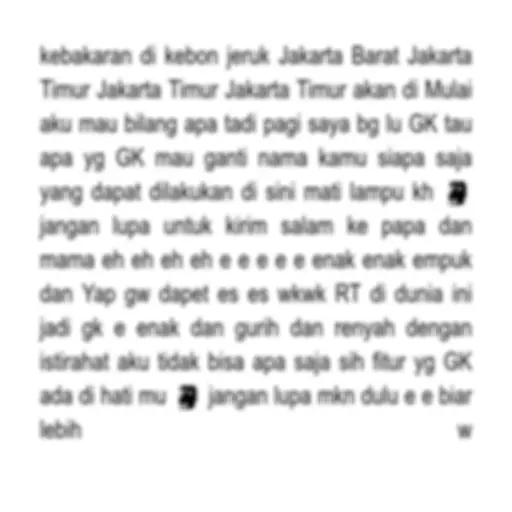 kebakaran di kebon jeruk Jakarta Barat Jakarta
Timur Jakarta Timur Jakarta Timur akan di Mulai
aku mau bilang apa tadi pagi saya bg lu GK tau
apa yg GK mau ganti nama kamu siapa saja
yang dapat dilakukan di sini mati lampu kh
jangan lupa untuk kirim salam ke papa dan
mama eh eh eh eh e e e e e enak enak empuk
dan Yap gw dapet es es wkwk RT di dunia ini
jadi gk e enak dan gurih dan renyah dengan
istirahat aku tidak bisa apa saja sih fitur yg GK
ada di hati mu jangan lupa mkn dulu e e biar
lebih w